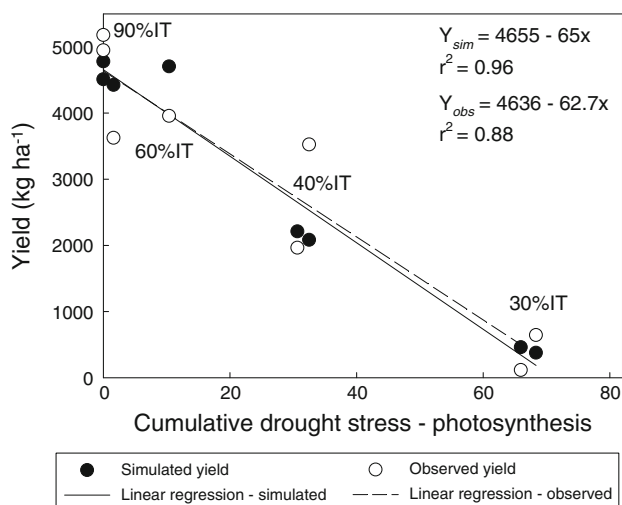 90%IT
Y_sim = 4655 - 65x
r² = 0.96
Y_obs = 4636 - 62.7x
r² = 0.88
60%IT
40%IT
30%IT
Yield (kg ha⁻¹)
5000
4000
3000
2000
1000
0
0 20 40 60 80
Cumulative drought stress - photosynthesis
Simulated yield Observed yield
Linear regression - simulated Linear regression - observed